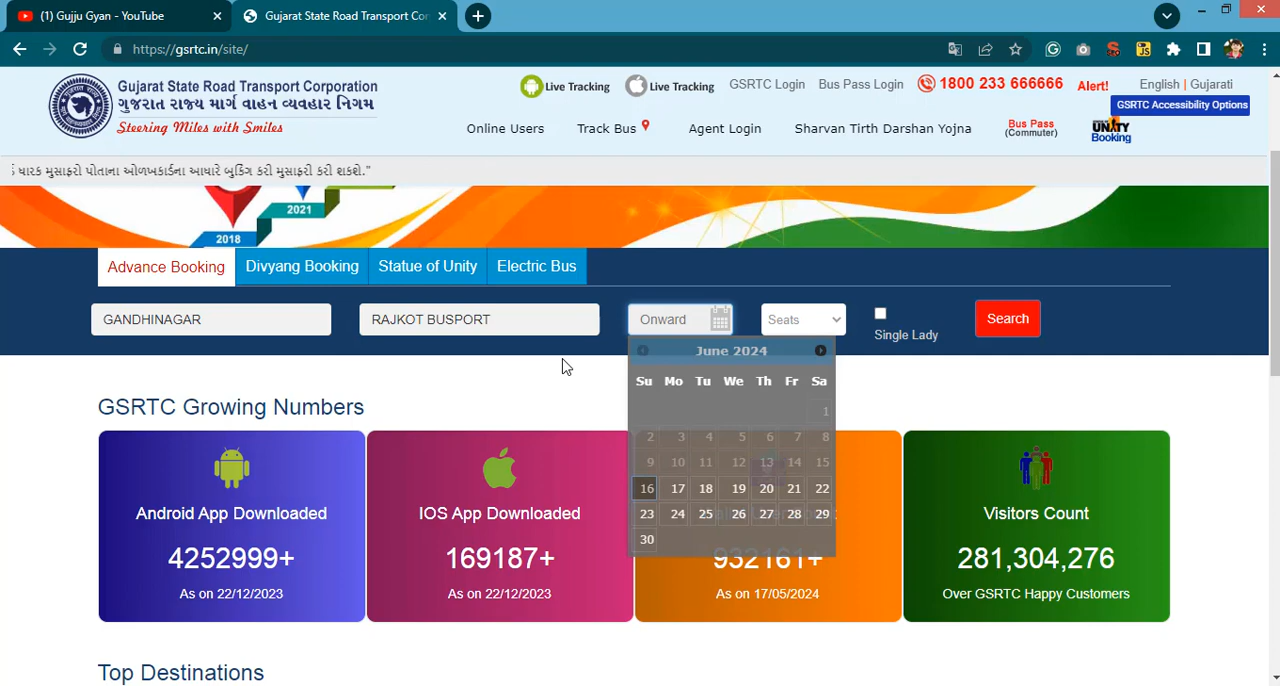 (1) Gujju Gyan - YouTube
Gujarat State Road Transport Cor
https://gsrtc.in/site/
Gujarat State Road Transport Corporation
ગુજરાત રાજ્ય માર્ગ વાહન વ્યવહાર નિગમ
Steering Miles with Smiles
Live Tracking
Live Tracking
GSRTC Login
Bus Pass Login
1800 233 666666
Alert!
English | Gujarati
GSRTC Accessibility Options
Online Users
Track Bus
Agent Login
Sharvan Tirth Darshan Yojna
Bus Pass
(Commuter)
UNITY
Booking
ધારક મુસાફરો પોતાના ઓળખકાર્ડના આધારે બુકિંગ કરી મુસાફરી કરી શકશે."
2021
2018
Advance Booking
Divyang Booking
Statue of Unity
Electric Bus
GANDHINAGAR
RAJKOT BUSPORT
Onward
Seats
Single Lady
Search
June 2024
Su Mo Tu We Th Fr Sa
1
2 3 4 5 6 7 8
9 10 11 12 13 14 15
16 17 18 19 20 21 22
23 24 25 26 27 28 29
30
GSRTC Growing Numbers
Android App Downloaded
4252999+
As on 22/12/2023
IOS App Downloaded
169187+
As on 22/12/2023
932161+
As on 17/05/2024
Visitors Count
281,304,276
Over GSRTC Happy Customers
Top Destinations